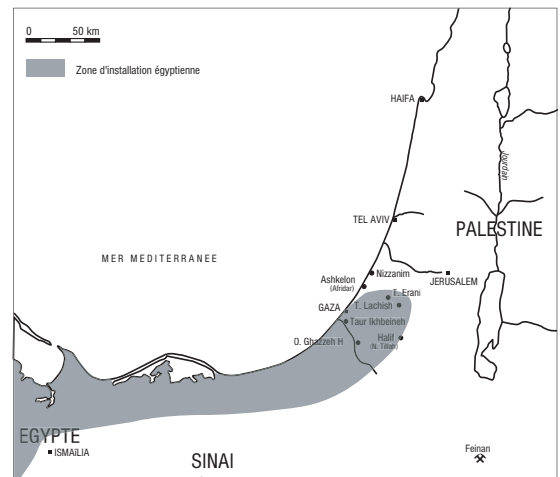 0 50 km
Zone d'installation égyptienne
HAIFA
Jourdain
TEL AVIV
PALESTINE
MER MEDITERRANEE
Nizzanim
JERUSALEM
Ashkelon
(Afridar)
T. Erani
T. Lachish
GAZA
Taur Ikhbeineh
O. Ghazzeh H
Halif
(N. Tillah)
EGYPTE
ISMAÏLIA
SINAI
Feinan